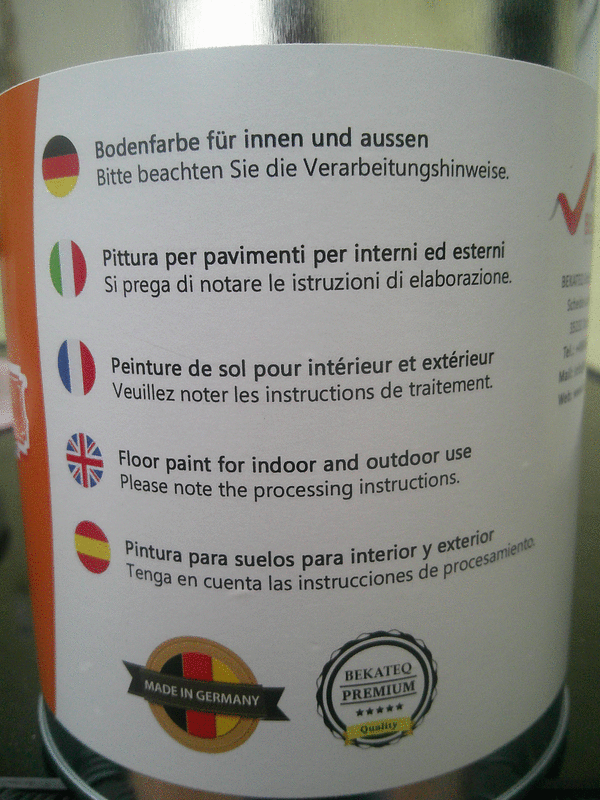 Bodenfarbe für innen und aussen
Bitte beachten Sie die Verarbeitungshinweise.
Pittura per pavimenti per interni ed esterni
Si prega di notare le istruzioni di elaborazione.
Peinture de sol pour intérieur et extérieur
Veuillez noter les instructions de traitement.
Floor paint for indoor and outdoor use
Please note the processing instructions.
Pintura para suelos para interior y exterior
Tenga en cuenta las instrucciones de procesamiento.
MADE IN GERMANY
BEKATEQ
PREMIUM
Quality
BEKATEQ